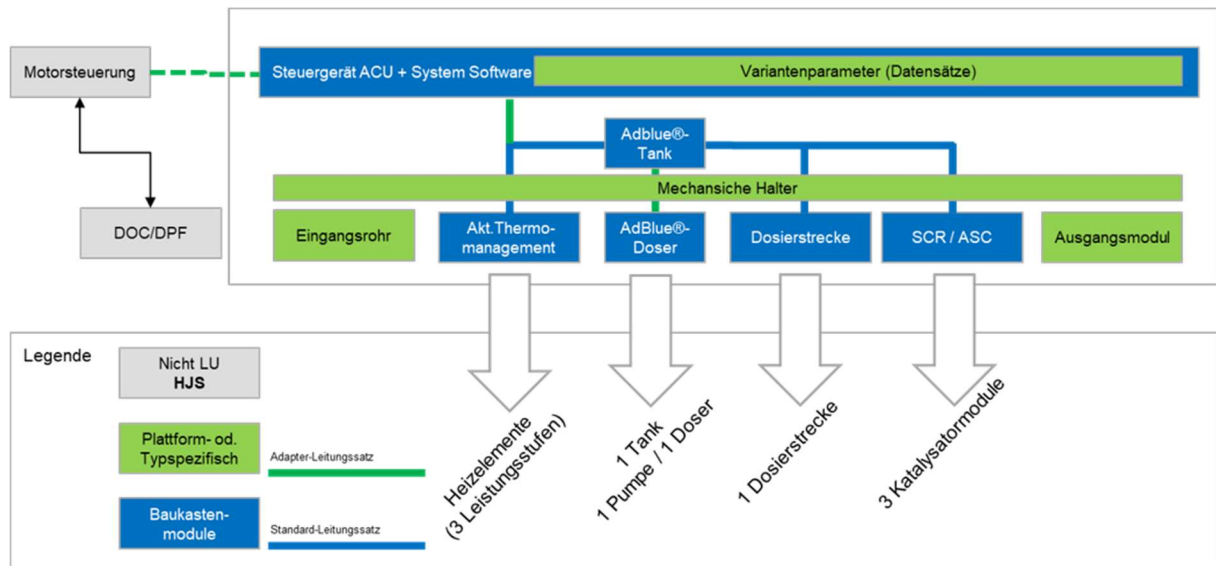 Motorsteuerung
Steuergerät ACU + System Software
Variantenparameter (Datensätze)
Adblue®-
Tank
Mechansiche Halter
DOC/DPF
Eingangsrohr
Akt.Thermo-
management
AdBlue®-
Doser
Dosierstrecke
SCR / ASC
Ausgangsmodul
Legende
Nicht LU
HJS
Plattform- od.
Typspezifisch
Adapter-Leitungssatz
Baukasten-
module
Standard-Leitungssatz
Heizelemente
(3 Leistungsstufen)
1 Tank
1 Pumpe / 1 Doser
1 Dosierstrecke
3 Katalysatormodule